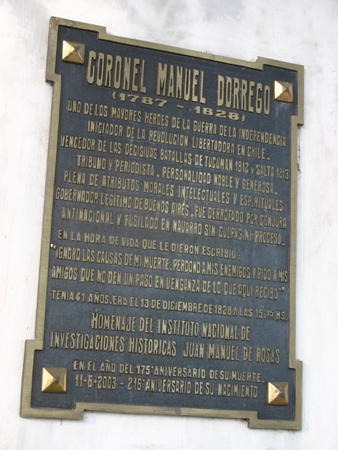 CORONEL MANUEL DORREGO
(1787 - 1828)
UNO DE LOS MAYORES HEROES DE LA GUERRA DE LA INDEPENDENCIA
INICIADOR DE LA REVOLUCION LIBERTADORA EN CHILE.
VENCEDOR DE LAS DECISIVAS BATALLAS DE TUCUMAN 1812 Y SALTA 1813
TRIBUNO Y PERIODISTA, PERSONALIDAD NOBLE Y GENEROSA,
PLENA DE ATRIBUTOS MORALES INTELECTUALES Y ESPIRITUALES
GOBERNADOR LEGITIMO DE BUENOS AIRES, FUE DERROTADO POR CONJURA
ANTINACIONAL Y FUSILADO EN NAVARRO SIN CULPAS NI PROCESO.
EN LA HORA DE VIDA QUE LE DIERON ESCRIBIO:
"IGNORO LAS CAUSAS DE MI MUERTE, PERDONO A MIS ENEMIGOS Y PIDO A MIS
AMIGOS QUE NO DEN UN PASO EN VENGANZA DE LO QUE AQUI RECIBO"
TENIA 41 AÑOS. ERA EL 13 DE DICIEMBRE DE 1828 A LAS HS.
HOMENAJE DEL INSTITUTO NACIONAL DE
INVESTIGACIONES HISTORICAS JUAN MANUEL DE ROSAS
EN EL AÑO DEL 175° ANIVERSARIO DE SU MUERTE.
11-6-2003 - 216° ANIVERSARIO DE SU NACIMIENTO